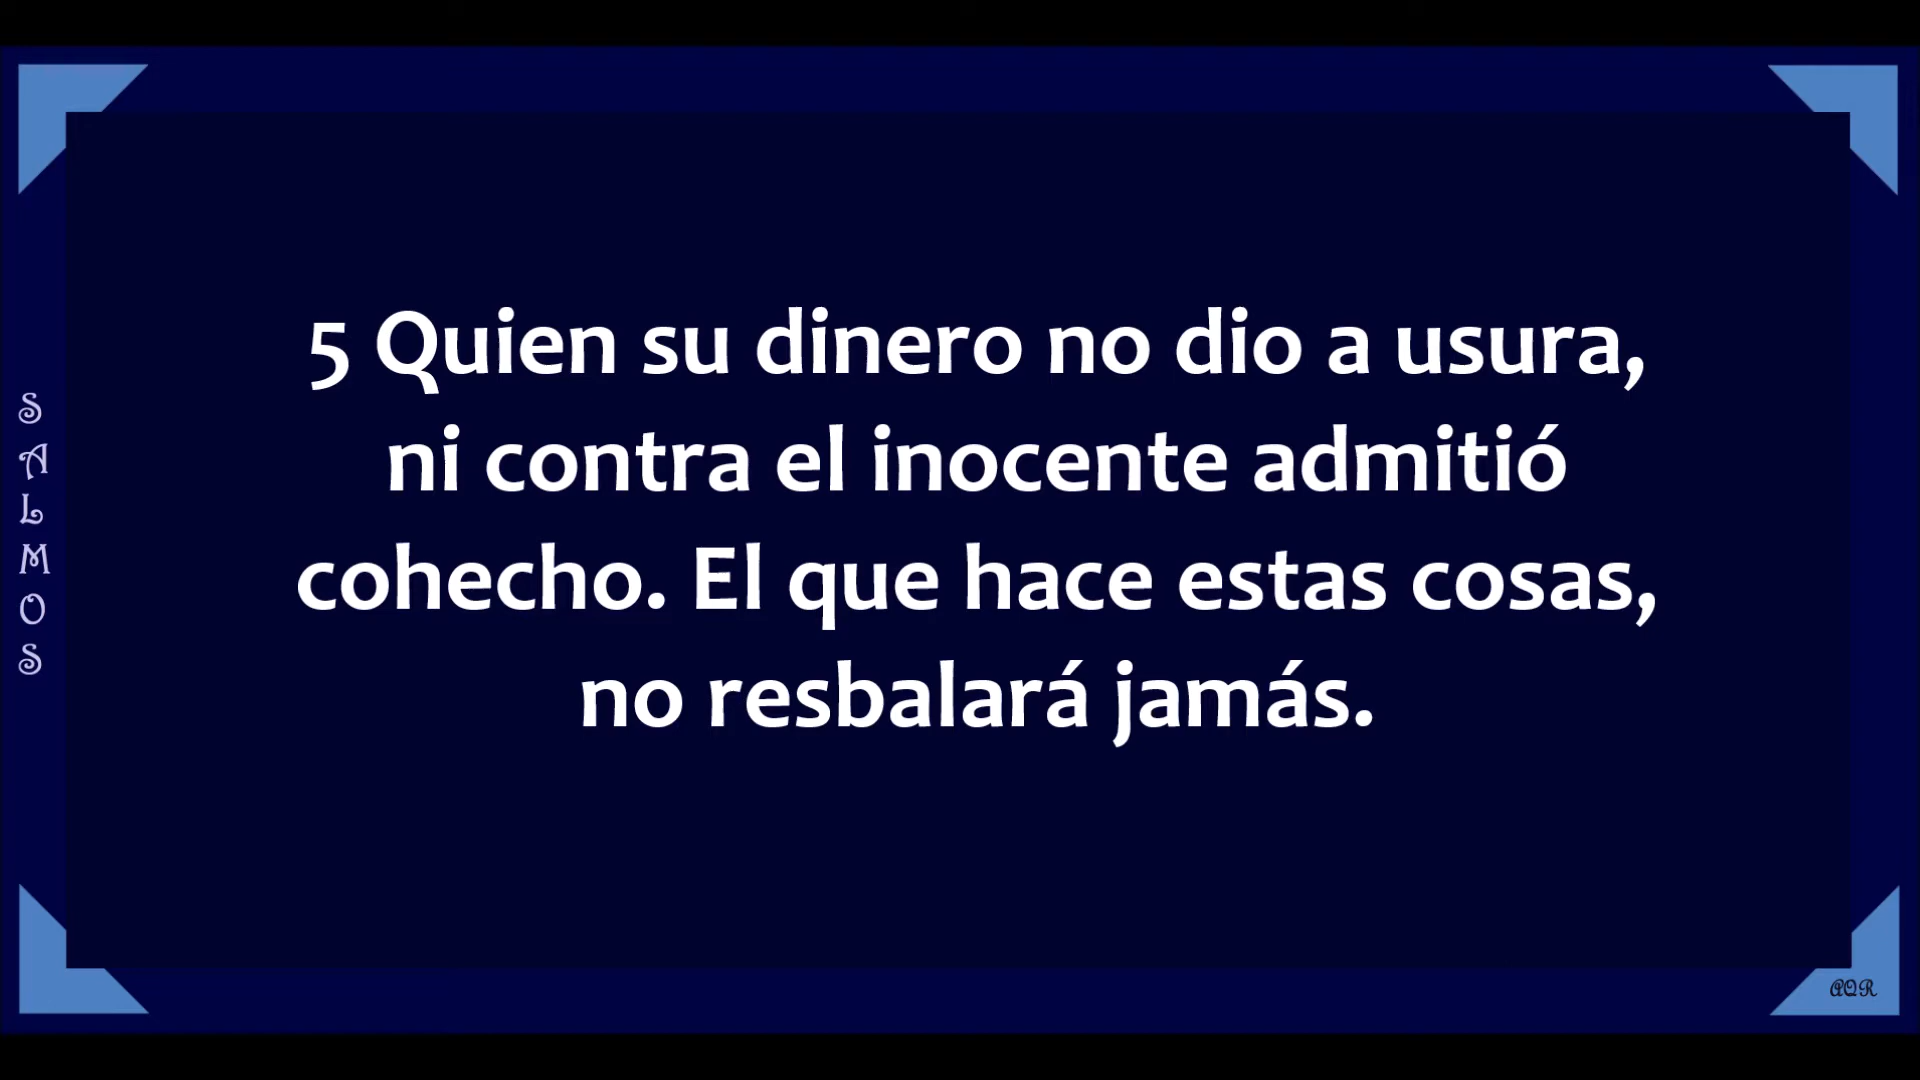 5 Quien su dinero no dio a usura,
ni contra el inocente admitió
cohecho. El que hace estas cosas,
no resbalará jamás.
SALMOS
AQR